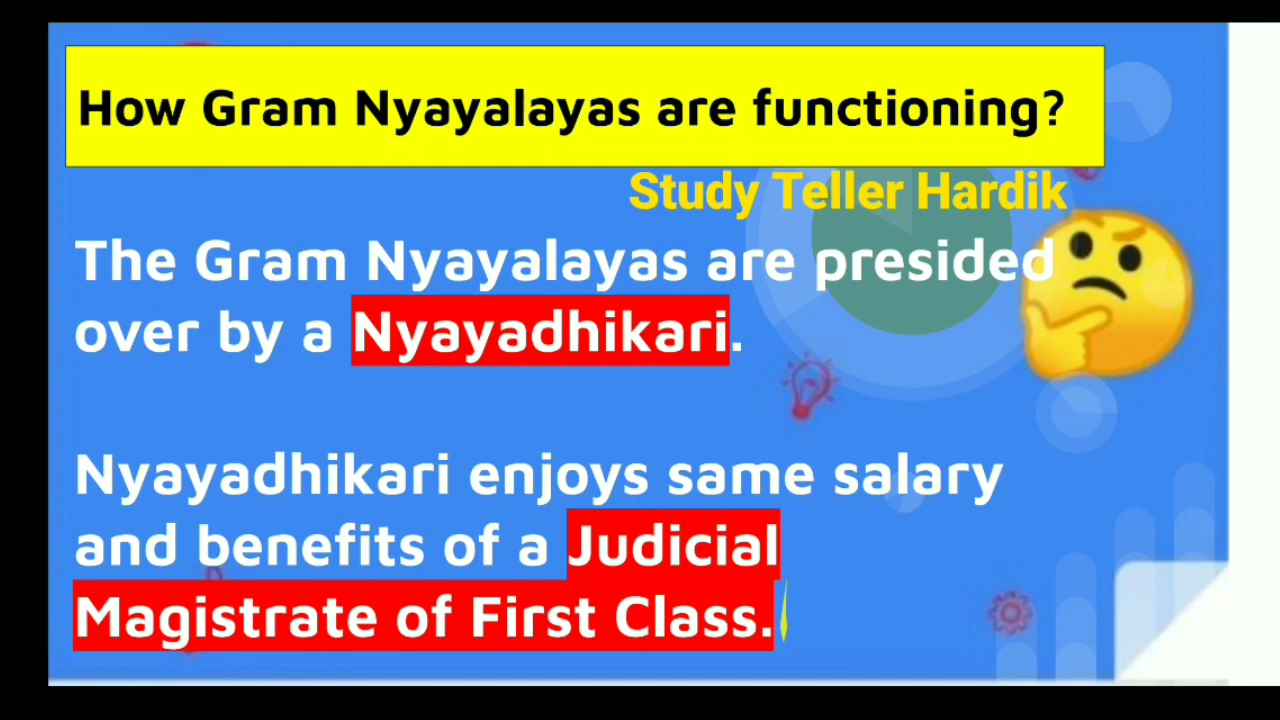 How Gram Nyayalayas are functioning?
Study Teller Hardik
The Gram Nyayalayas are presided
over by a Nyayadhikari.
Nyayadhikari enjoys same salary
and benefits of a Judicial
Magistrate of First Class.